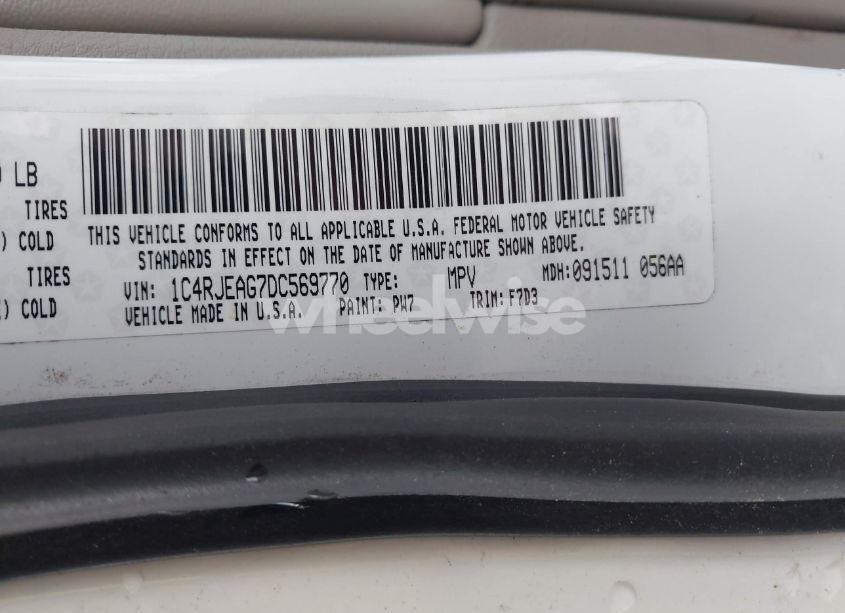 0 LB
TIRES
) COLD
TIRES
) COLD
THIS VEHICLE CONFORMS TO ALL APPLICABLE U.S.A. FEDERAL MOTOR VEHICLE SAFETY
STANDARDS IN EFFECT ON THE DATE OF MANUFACTURE SHOWN ABOVE.
VIN: 1C4RJEAG7DC569770 TYPE: MPV MDH:091511 056AA
VEHICLE MADE IN U.S.A. PAINT: PW7 TRIM:F7D3
wheelwise